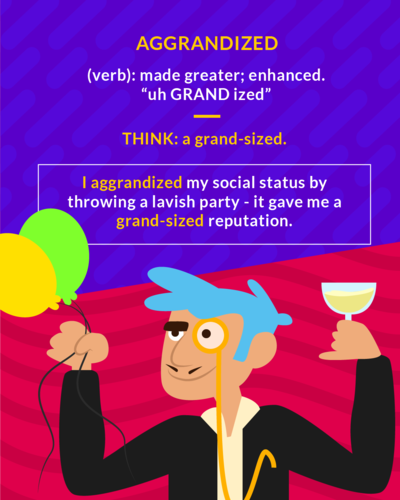 AGGRANDIZED
(verb): made greater; enhanced.
“uh GRAND ized”
THINK: a grand-sized.
I aggrandized my social status by
throwing a lavish party - it gave me a
grand-sized reputation.